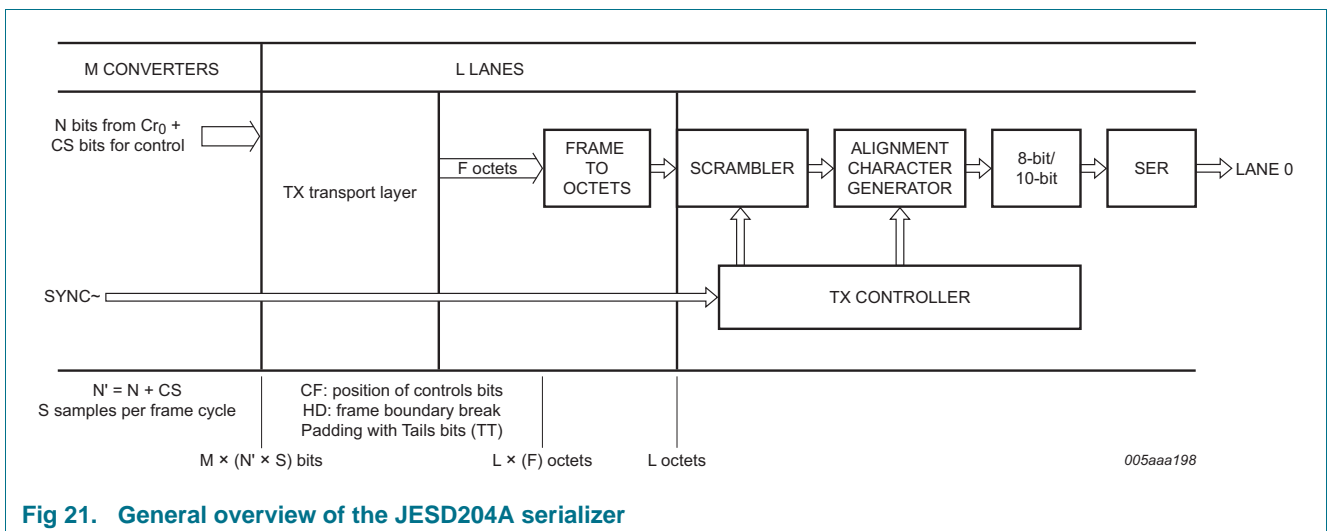 M CONVERTERS
L LANES
N bits from Cr0 +
CS bits for control
TX transport layer
F octets
FRAME
TO
OCTETS
SCRAMBLER
ALIGNMENT
CHARACTER
GENERATOR
8-bit/
10-bit
SER
LANE 0
SYNC~
TX CONTROLLER
N' = N + CS
S samples per frame cycle
CF: position of controls bits
HD: frame boundary break
Padding with Tails bits (TT)
M × (N' × S) bits
L × (F) octets
L octets
005aaa198
Fig 21. General overview of the JESD204A serializer